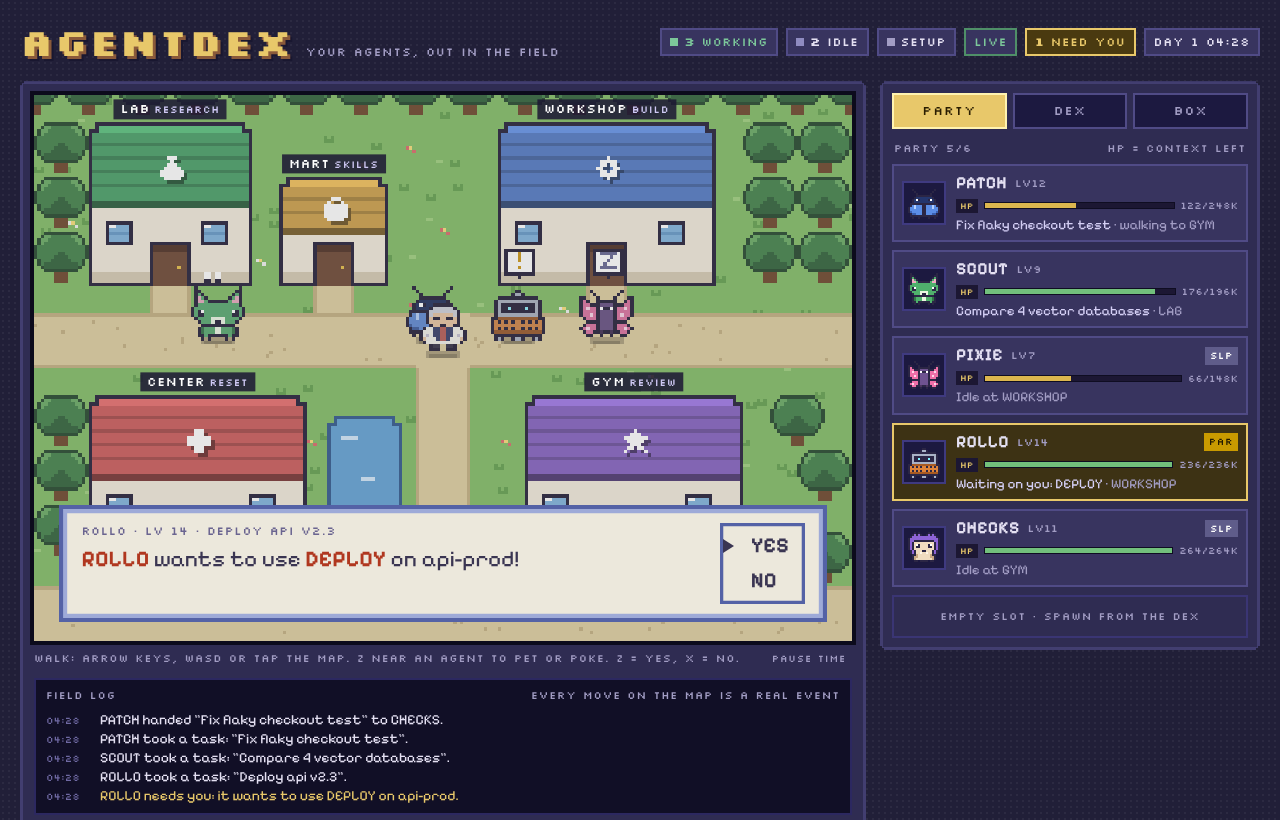 AGENTDEX YOUR AGENTS, OUT IN THE FIELD
3 WORKING
2 IDLE
SETUP
LIVE
1 NEED YOU
DAY 1 04:28
LAB RESEARCH
WORKSHOP BUILD
MART SKILLS
!
Z
CENTER RESET
GYM REVIEW
ROLLO · LV 14 · DEPLOY API V2.3
ROLLO wants to use DEPLOY on api-prod!
YES
NO
WALK: ARROW KEYS, WASD OR TAP THE MAP. Z NEAR AN AGENT TO PET OR POKE. Z = YES, X = NO.
PAUSE TIME
FIELD LOG
EVERY MOVE ON THE MAP IS A REAL EVENT
04:28 PATCH handed "Fix flaky checkout test" to CHECKS.
04:28 PATCH took a task: "Fix flaky checkout test".
04:28 SCOUT took a task: "Compare 4 vector databases".
04:28 ROLLO took a task: "Deploy api v2.3".
04:28 ROLLO needs you: it wants to use DEPLOY on api-prod.
PARTY
DEX
BOX
PARTY 5/6
HP = CONTEXT LEFT
PATCH LV12
HP 122/248K
Fix flaky checkout test · walking to GYM
SCOUT LV9
HP 176/196K
Compare 4 vector databases · LAB
PIXIE LV7 SLP
HP 66/148K
Idle at WORKSHOP
ROLLO LV14 PAR
HP 236/236K
Waiting on you: DEPLOY · WORKSHOP
CHECKS LV11 SLP
HP 264/264K
Idle at GYM
EMPTY SLOT · SPAWN FROM THE DEX